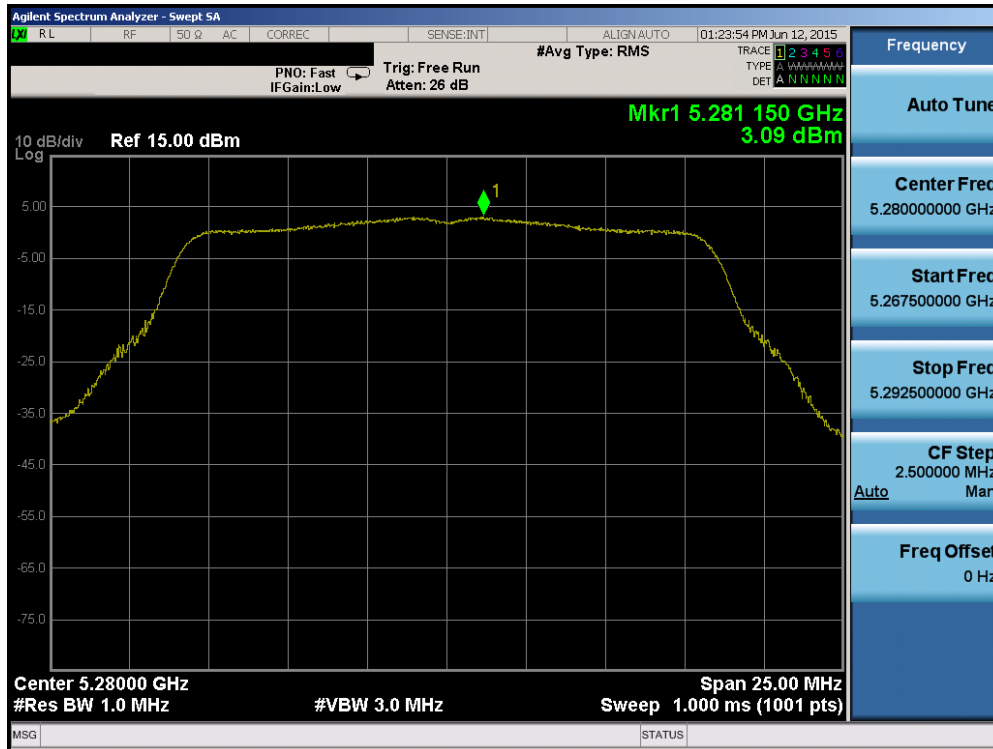 Agilent Spectrum Analyzer - Swept SA
LXI RL RF 50 Ω AC CORREC SENSE:INT ALIGN AUTO 01:23:54 PM Jun 12, 2015
#Avg Type: RMS TRACE 1 2 3 4 5 6
PNO: Fast Trig: Free Run TYPE A
IFGain:Low Atten: 26 dB DET A N N N N N
Mkr1 5.281 150 GHz
3.09 dBm
10 dB/div Ref 15.00 dBm
Log
1
5.00
-5.00
-15.0
-25.0
-35.0
-45.0
-55.0
-65.0
-75.0
Center 5.28000 GHz Span 25.00 MHz
#Res BW 1.0 MHz #VBW 3.0 MHz Sweep 1.000 ms (1001 pts)
MSG STATUS
Frequency
Auto Tune
Center Freq
5.280000000 GHz
Start Freq
5.267500000 GHz
Stop Freq
5.292500000 GHz
CF Step
2.500000 MHz
Auto Man
Freq Offset
0 Hz